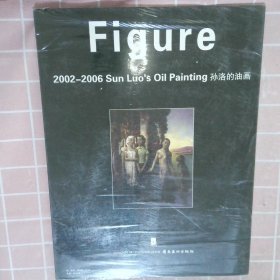 Figure
2002-2006 Sun Luo's Oil Painting 孙洛的油画